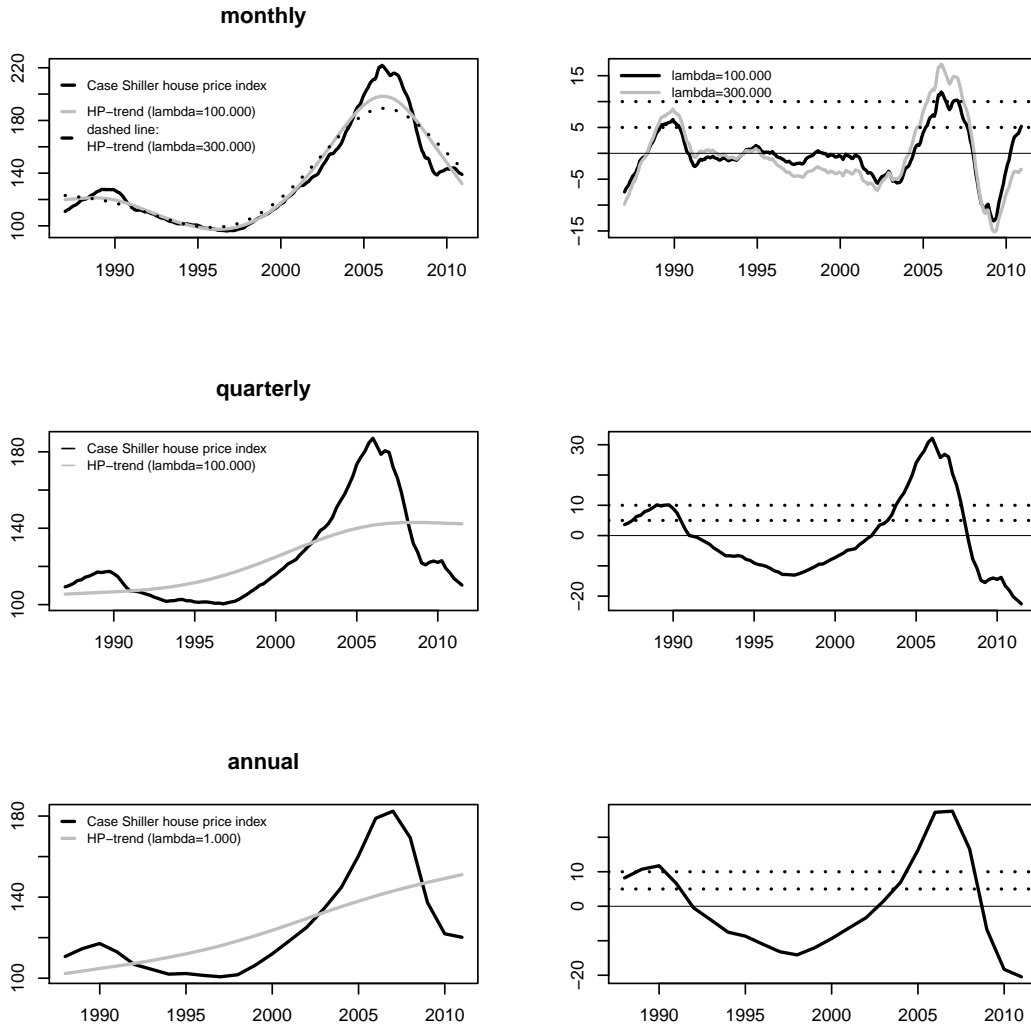 monthly
220
180
140
100
Case Shiller house price index
HP−trend (lambda=100.000)
dashed line:
HP−trend (lambda=300.000)
1990 1995 2000 2005 2010
15
5
−5
−15
lambda=100.000
lambda=300.000
1990 1995 2000 2005 2010
quarterly
180
140
100
Case Shiller house price index
HP−trend (lambda=100.000)
1990 1995 2000 2005 2010
30
10
0
−20
1990 1995 2000 2005 2010
annual
180
140
100
Case Shiller house price index
HP−trend (lambda=1.000)
1990 1995 2000 2005 2010
10
0
−20
1990 1995 2000 2005 2010